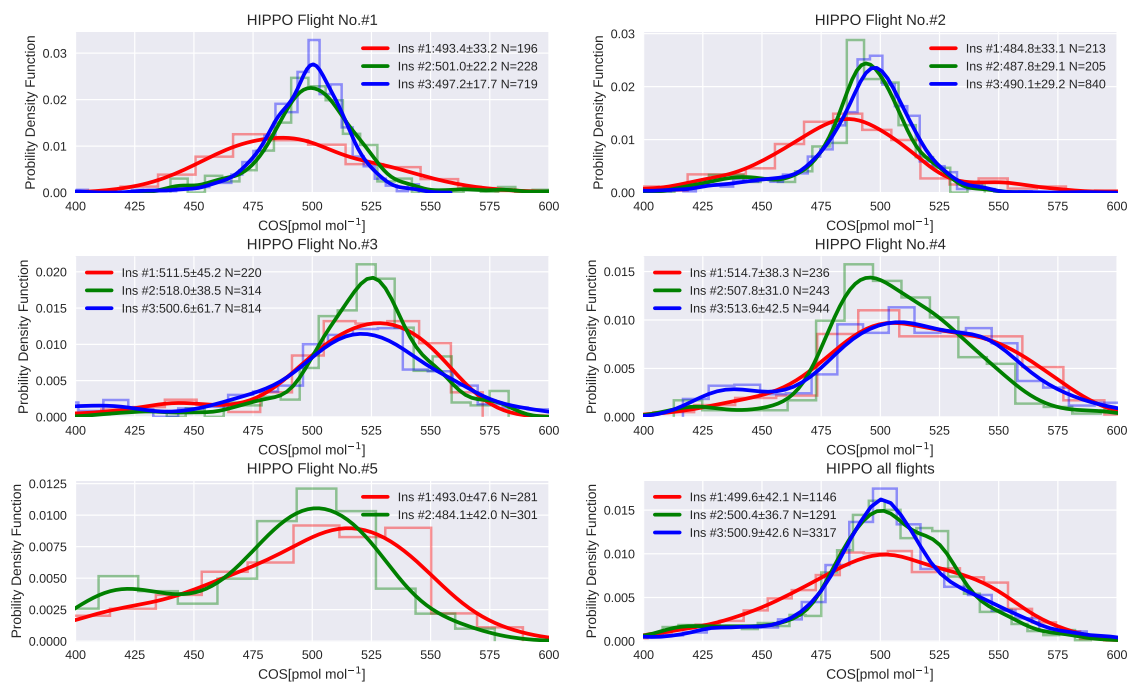 HIPPO Flight No.#1
Probility Density Function
0.03
0.02
0.01
0.00
Ins #1:493.4±33.2 N=196
Ins #2:501.0±22.2 N=228
Ins #3:497.2±17.7 N=719
400 425 450 475 500 525 550 575 600
COS[pmol mol⁻¹]
HIPPO Flight No.#2
Probility Density Function
0.03
0.02
0.01
0.00
Ins #1:484.8±33.1 N=213
Ins #2:487.8±29.1 N=205
Ins #3:490.1±29.2 N=840
400 425 450 475 500 525 550 575 600
COS[pmol mol⁻¹]
HIPPO Flight No.#3
Probility Density Function
0.020
0.015
0.010
0.005
0.000
Ins #1:511.5±45.2 N=220
Ins #2:518.0±38.5 N=314
Ins #3:500.6±61.7 N=814
400 425 450 475 500 525 550 575 600
COS[pmol mol⁻¹]
HIPPO Flight No.#4
Probility Density Function
0.015
0.010
0.005
0.000
Ins #1:514.7±38.3 N=236
Ins #2:507.8±31.0 N=243
Ins #3:513.6±42.5 N=944
400 425 450 475 500 525 550 575 600
COS[pmol mol⁻¹]
HIPPO Flight No.#5
Probility Density Function
0.0125
0.0100
0.0075
0.0050
0.0025
0.0000
Ins #1:493.0±47.6 N=281
Ins #2:484.1±42.0 N=301
400 425 450 475 500 525 550 575 600
COS[pmol mol⁻¹]
HIPPO all flights
Probility Density Function
0.015
0.010
0.005
0.000
Ins #1:499.6±42.1 N=1146
Ins #2:500.4±36.7 N=1291
Ins #3:500.9±42.6 N=3317
400 425 450 475 500 525 550 575 600
COS[pmol mol⁻¹]